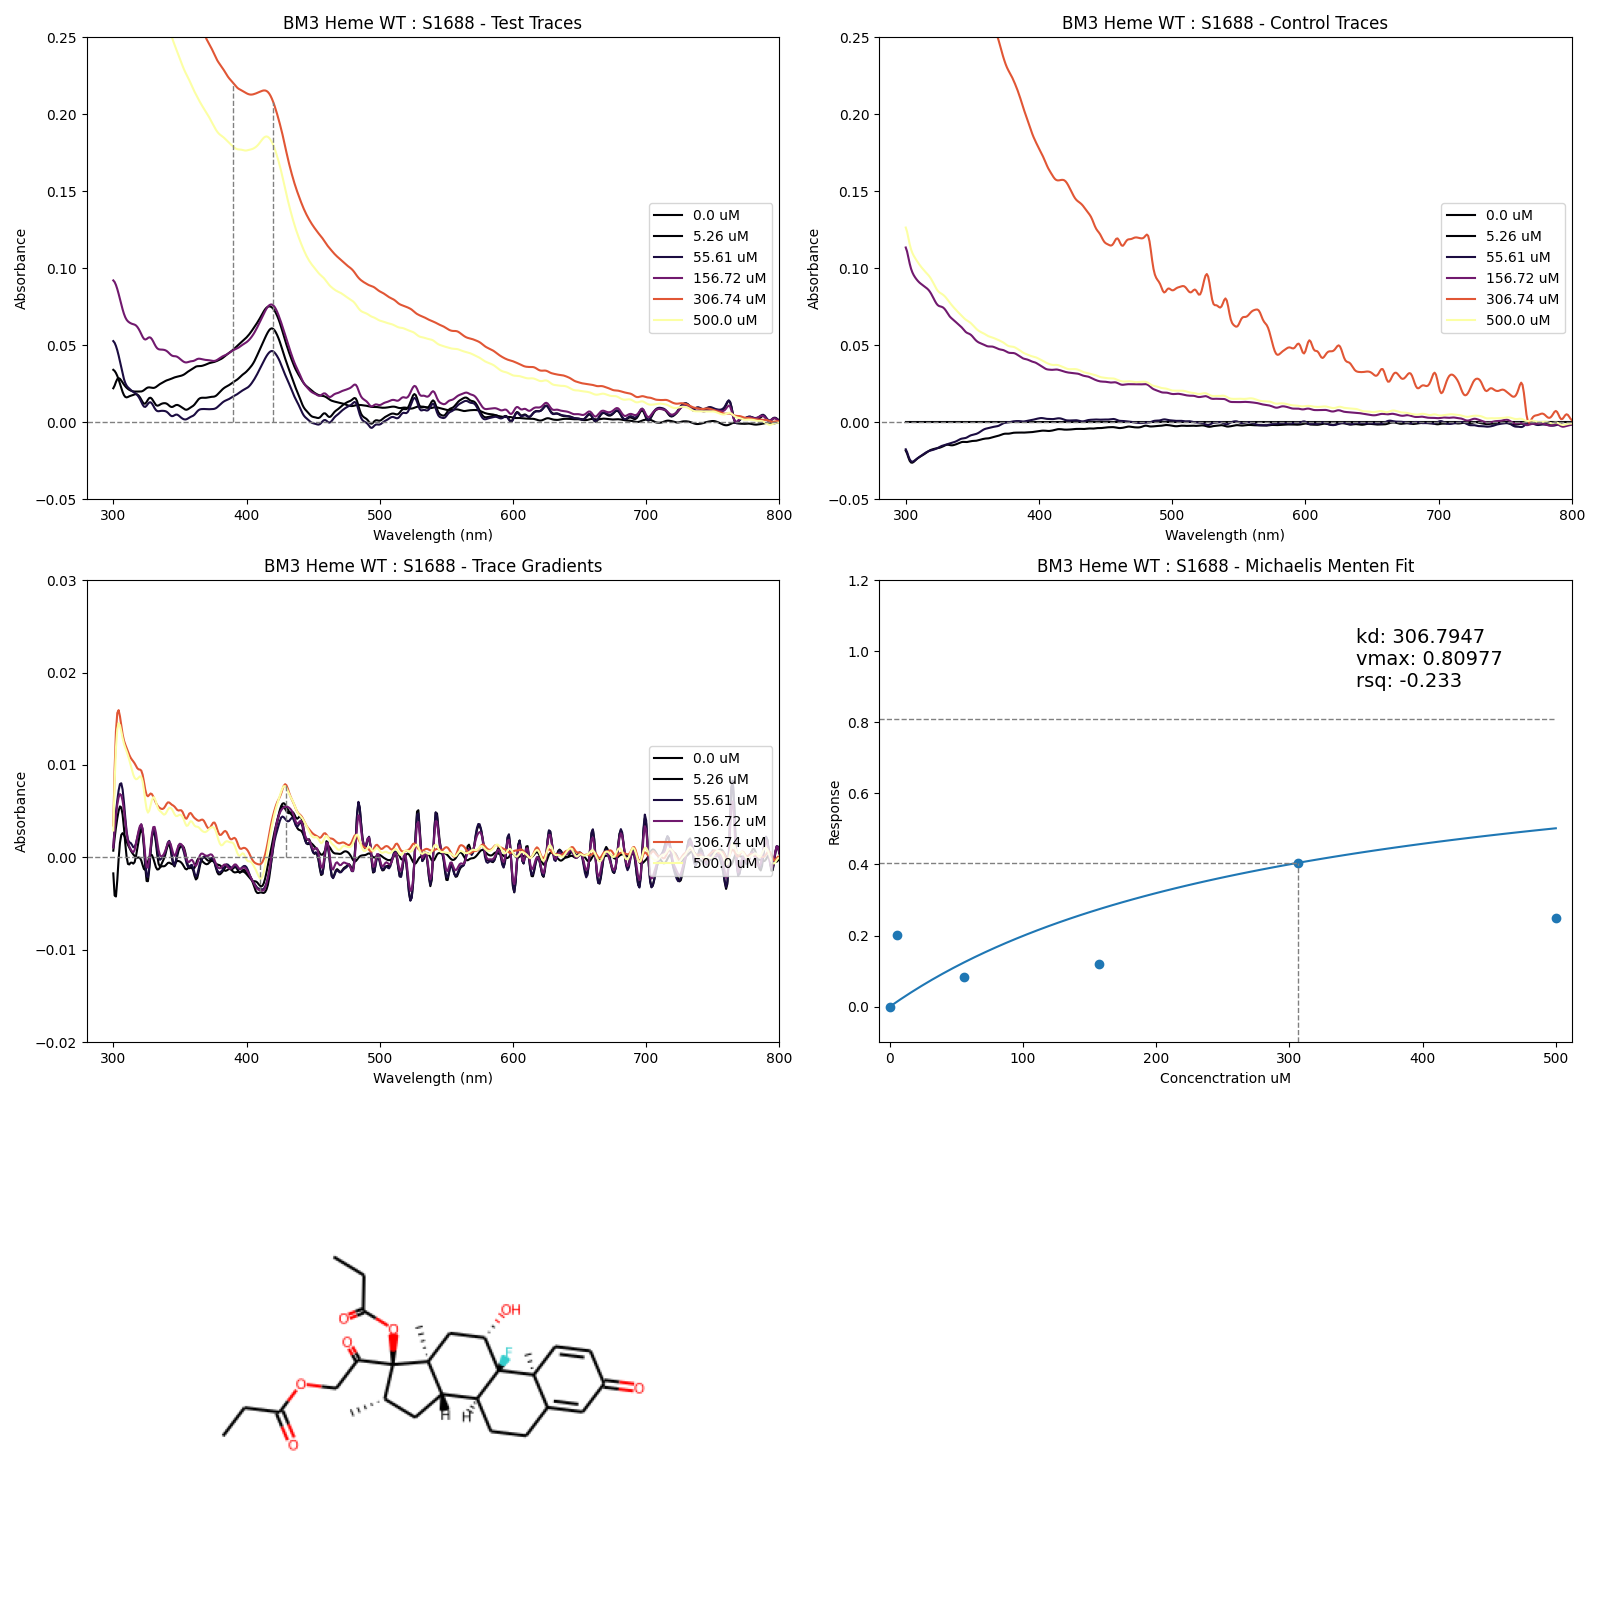 BM3 Heme WT : S1688 - Test Traces
0.25
0.20
0.15
0.10
0.05
0.00
−0.05
Absorbance
300
400
500
600
700
800
Wavelength (nm)
0.0 uM
5.26 uM
55.61 uM
156.72 uM
306.74 uM
500.0 uM
BM3 Heme WT : S1688 - Control Traces
0.25
0.20
0.15
0.10
0.05
0.00
−0.05
Absorbance
300
400
500
600
700
800
Wavelength (nm)
0.0 uM
5.26 uM
55.61 uM
156.72 uM
306.74 uM
500.0 uM
BM3 Heme WT : S1688 - Trace Gradients
0.03
0.02
0.01
0.00
−0.01
−0.02
Absorbance
300
400
500
600
700
800
Wavelength (nm)
0.0 uM
5.26 uM
55.61 uM
156.72 uM
306.74 uM
500.0 uM
BM3 Heme WT : S1688 - Michaelis Menten Fit
1.2
1.0
0.8
0.6
0.4
0.2
0.0
Response
0
100
200
300
400
500
Concenctration uM
kd: 306.7947
vmax: 0.80977
rsq: -0.233
O
O
O
O
O
OH
F
H
H
O